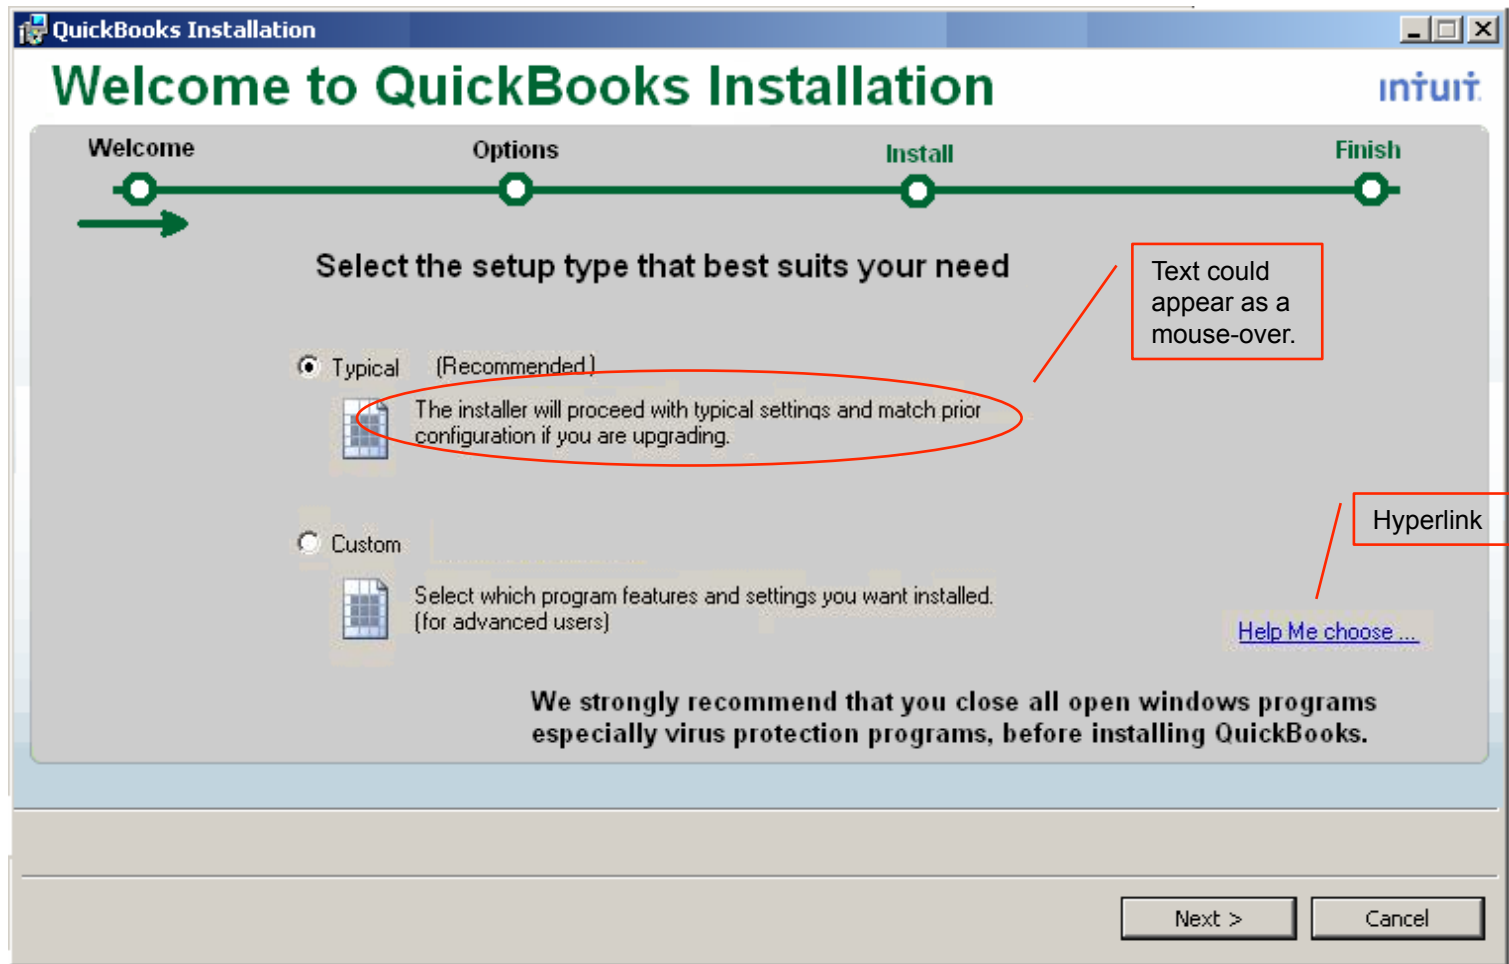 QuickBooks Installation
Welcome to QuickBooks Installation
intuit.
Welcome
Options
Install
Finish
Select the setup type that best suits your need
Text could
appear as a
mouse-over.
Typical (Recommended)
The installer will proceed with typical settings and match prior
configuration if you are upgrading.
Hyperlink
Custom
Select which program features and settings you want installed.
(for advanced users)
Help Me choose ...
We strongly recommend that you close all open windows programs
especially virus protection programs, before installing QuickBooks.
Next >
Cancel